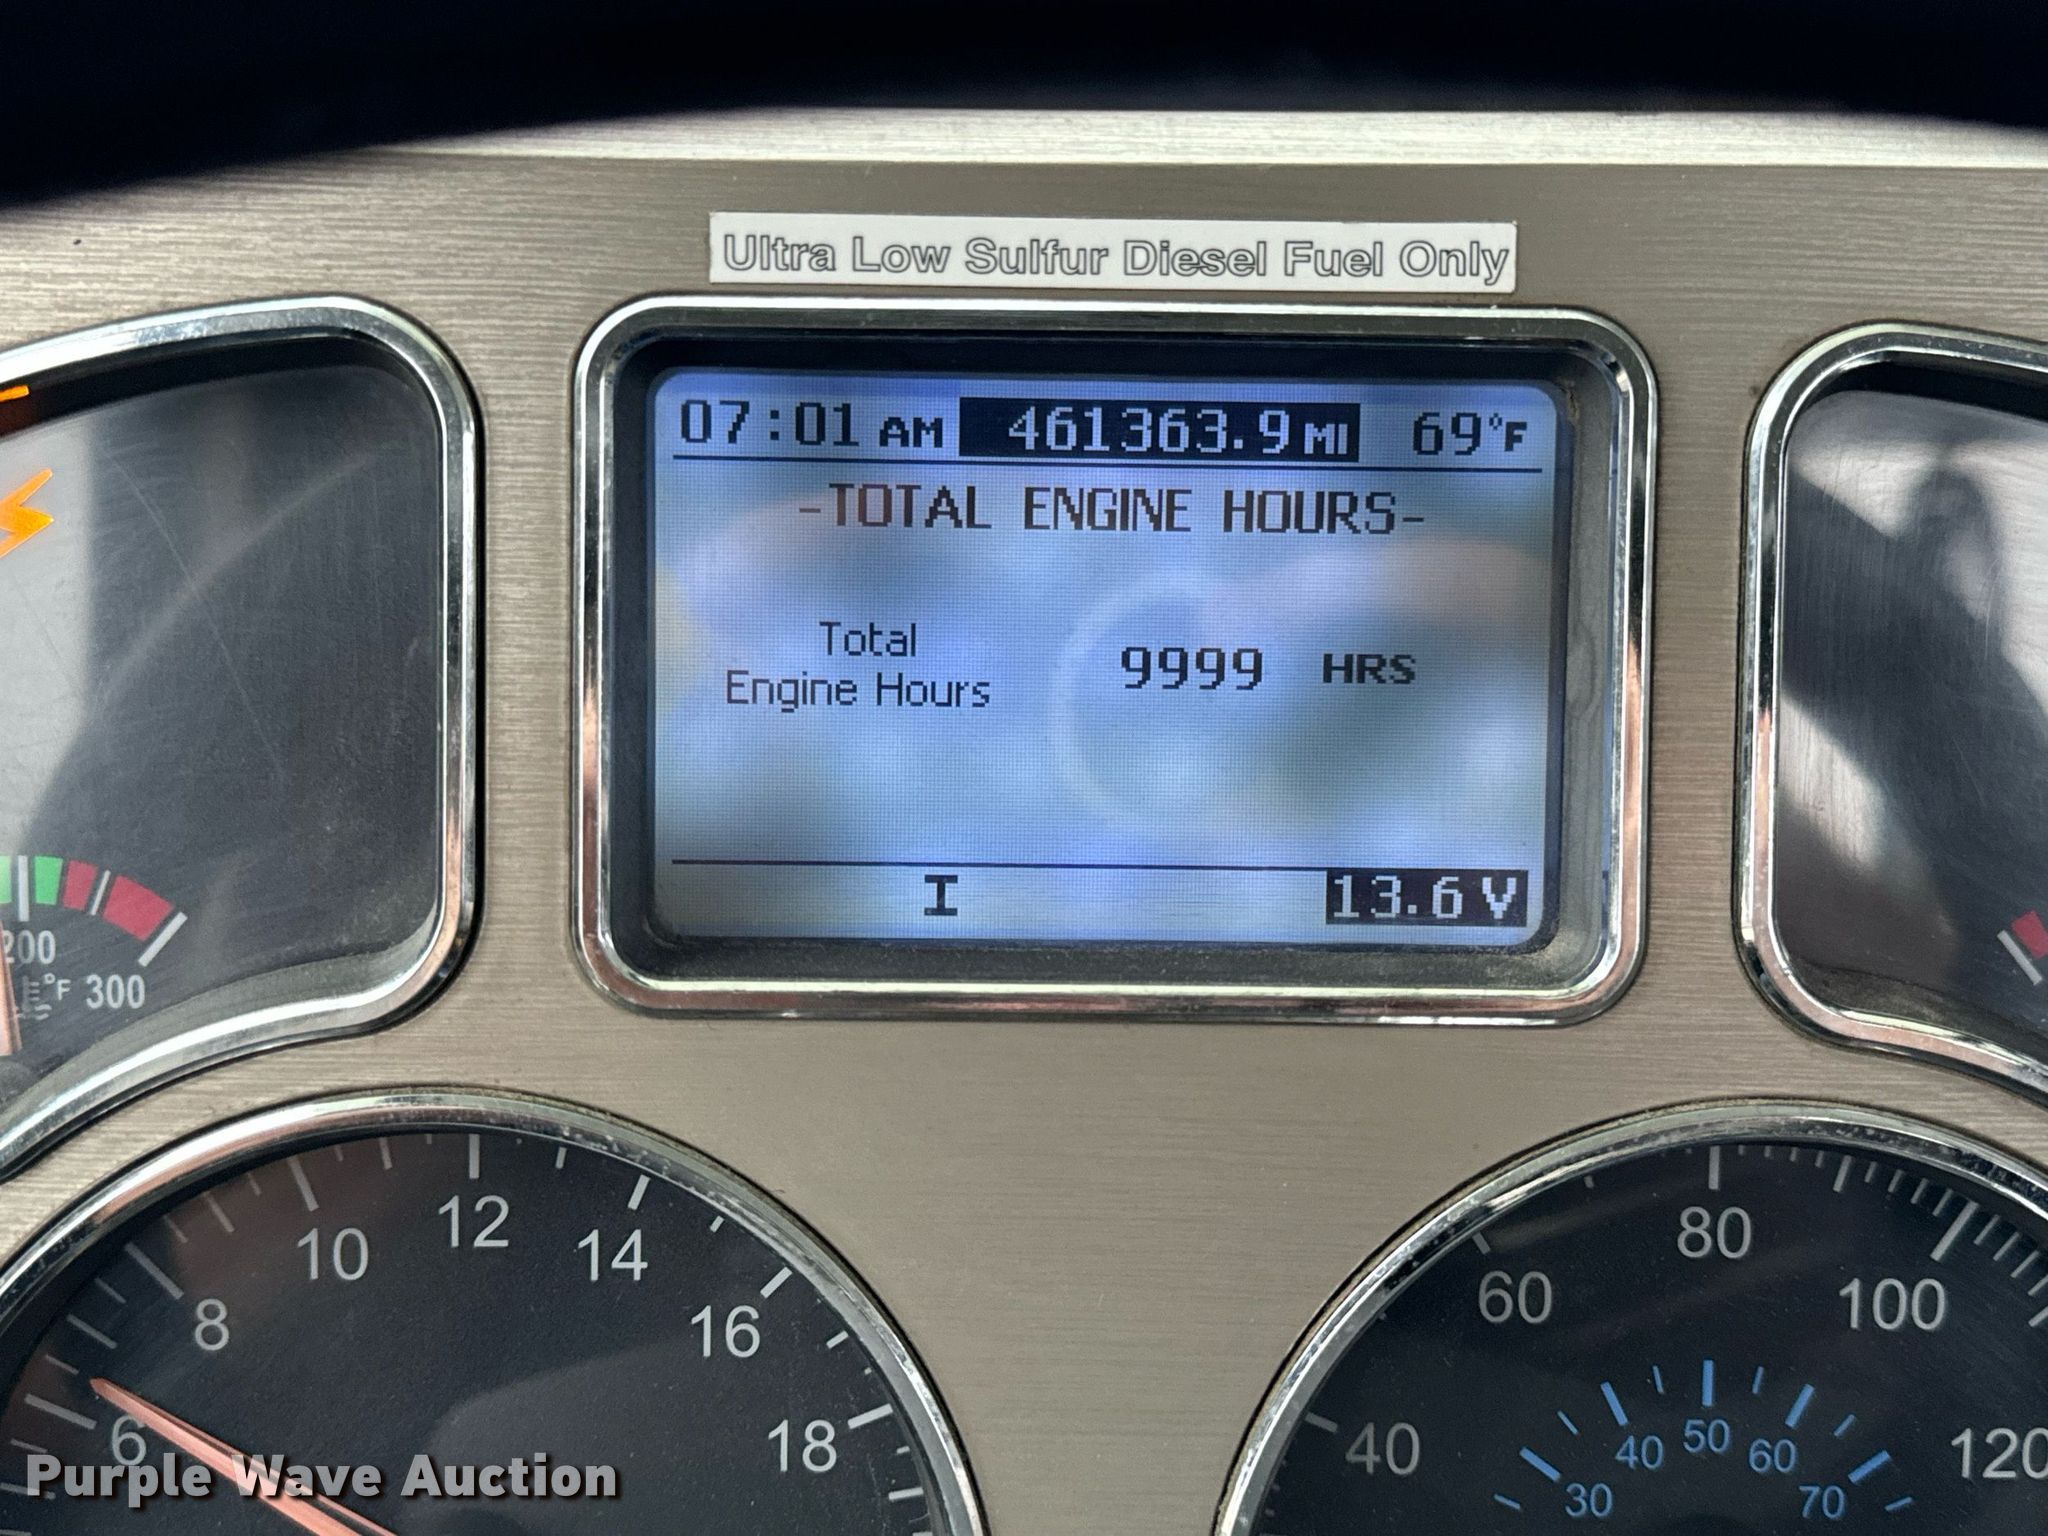 Ultra Low Sulfur Diesel Fuel Only
07:01 AM 461363.9 MI 69°F
-TOTAL ENGINE HOURS-
Total
Engine Hours
9999 HRS
I 13.6 V
200
°F 300
6 8 10 12 14 16 18
40 60 80 100 120
30 40 50 60 70
Purple Wave Auction